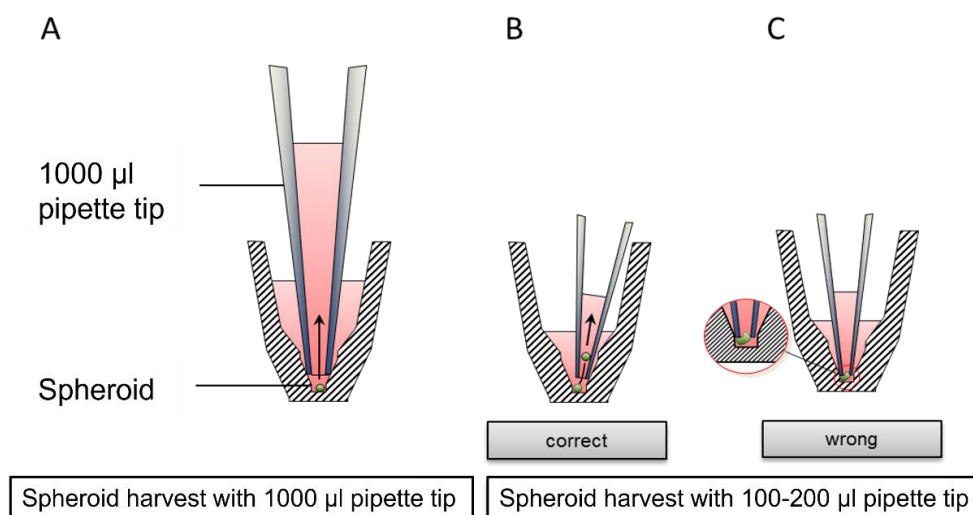 A
B
C
1000 µl
pipette tip
Spheroid
correct
wrong
Spheroid harvest with 1000 µl pipette tip
Spheroid harvest with 100-200 µl pipette tip